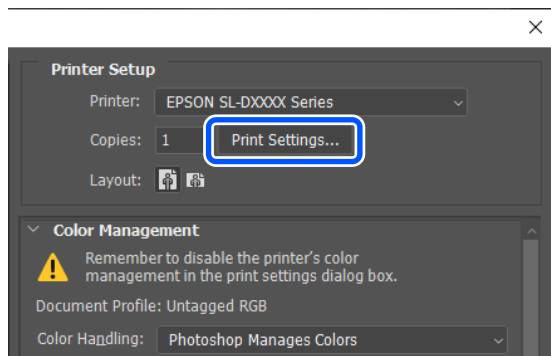 Printer Setup
Printer: EPSON SL-DXXXX Series
Copies: 1 Print Settings...
Layout:
Color Management
Remember to disable the printer's color
management in the print settings dialog box.
Document Profile: Untagged RGB
Color Handling: Photoshop Manages Colors